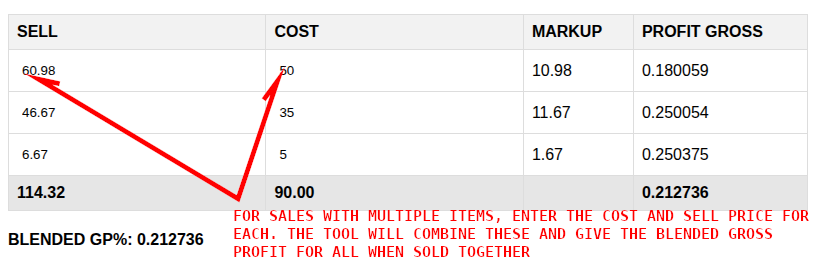 SELL COST MARKUP PROFIT GROSS
60.98 50 10.98 0.180059
46.67 35 11.67 0.250054
6.67 5 1.67 0.250375
114.32 90.00 0.212736
FOR SALES WITH MULTIPLE ITEMS, ENTER THE COST AND SELL PRICE FOR
EACH. THE TOOL WILL COMBINE THESE AND GIVE THE BLENDED GROSS
PROFIT FOR ALL WHEN SOLD TOGETHER
BLENDED GP%: 0.212736